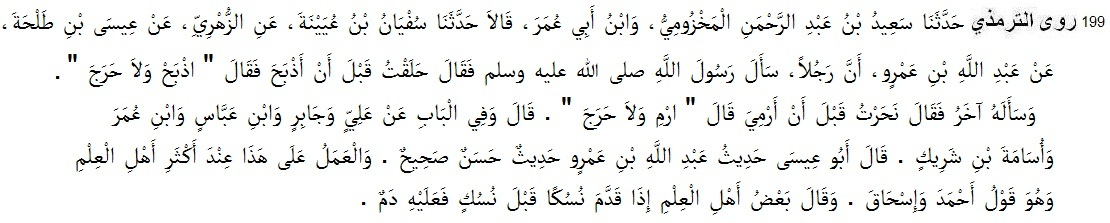 199 روى الترمذي حَدَّثَنَا سَعِيدُ بْنُ عَبْدِ الرَّحْمَنِ الْمَخْزُومِيُّ، وَابْنُ أَبِي عُمَرَ، قَالاَ حَدَّثَنَا سُفْيَانُ بْنُ عُيَيْنَةَ، عَنِ الزُّهْرِيِّ، عَنْ عِيسَى بْنِ طَلْحَةَ،
عَنْ عَبْدِ اللَّهِ بْنِ عَمْرٍو، أَنَّ رَجُلاً، سَأَلَ رَسُولَ اللَّهِ صلى الله عليه وسلم فَقَالَ حَلَقْتُ قَبْلَ أَنْ أَذْبَحَ فَقَالَ " اذْبَحْ وَلاَ حَرَجَ " .
وَسَأَلَهُ آخَرُ فَقَالَ نَحَرْتُ قَبْلَ أَنْ أَرْمِيَ قَالَ " ارْمِ وَلاَ حَرَجَ " . قَالَ وَفِي الْبَابِ عَنْ عَلِيٍّ وَجَابِرٍ وَابْنِ عَبَّاسٍ وَابْنِ عُمَرَ
وَأُسَامَةَ بْنِ شَرِيكٍ . قَالَ أَبُو عِيسَى حَدِيثُ عَبْدِ اللَّهِ بْنِ عَمْرٍو حَدِيثٌ حَسَنٌ صَحِيحٌ . وَالْعَمَلُ عَلَى هَذَا عِنْدَ أَكْثَرِ أَهْلِ الْعِلْمِ
وَهُوَ قَوْلُ أَحْمَدَ وَإِسْحَاقَ . وَقَالَ بَعْضُ أَهْلِ الْعِلْمِ إِذَا قَدَّمَ نُسُكًا قَبْلَ نُسُكٍ فَعَلَيْهِ دَمٌ .